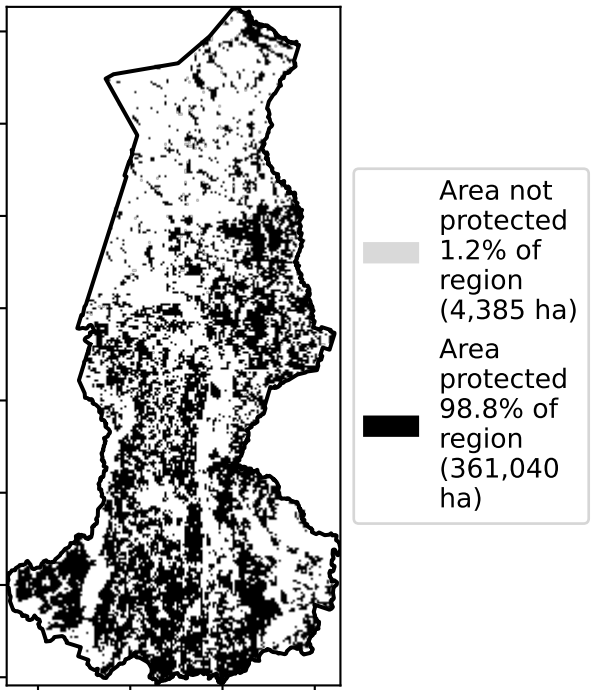 Area not
protected
1.2% of
region
(4,385 ha)
Area
protected
98.8% of
region
(361,040
ha)